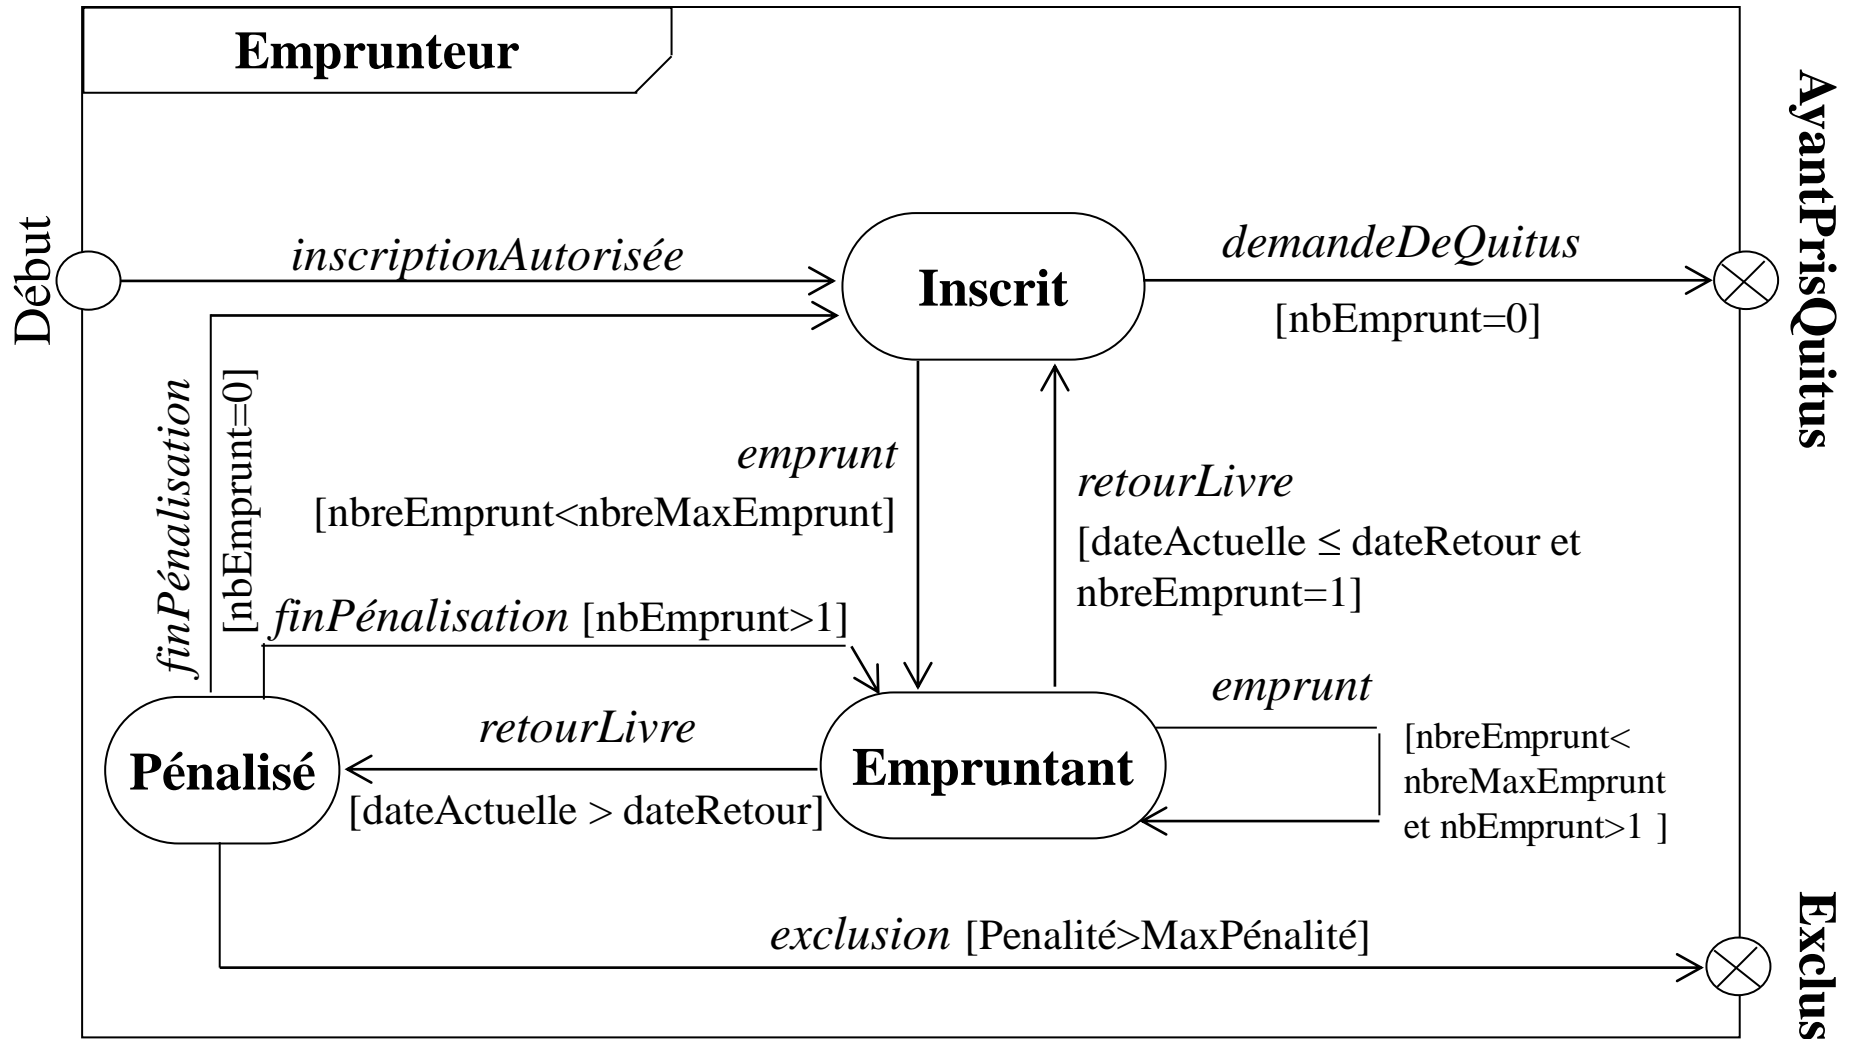 Emprunteur
AyantPrisQuitus
Début
inscriptionAutorisée
Inscrit
demandeDeQuitus
[nbEmprunt=0]
finPénalisation
[nbEmprunt=0]
emprunt
[nbreEmprunt<nbreMaxEmprunt]
retourLivre
[dateActuelle ≤ dateRetour et
nbreEmprunt=1]
finPénalisation [nbEmprunt>1]
emprunt
[nbreEmprunt<
nbreMaxEmprunt
et nbEmprunt>1 ]
Pénalisé
retourLivre
[dateActuelle > dateRetour]
Empruntant
exclusion [Penalité>MaxPénalité]
Exclus